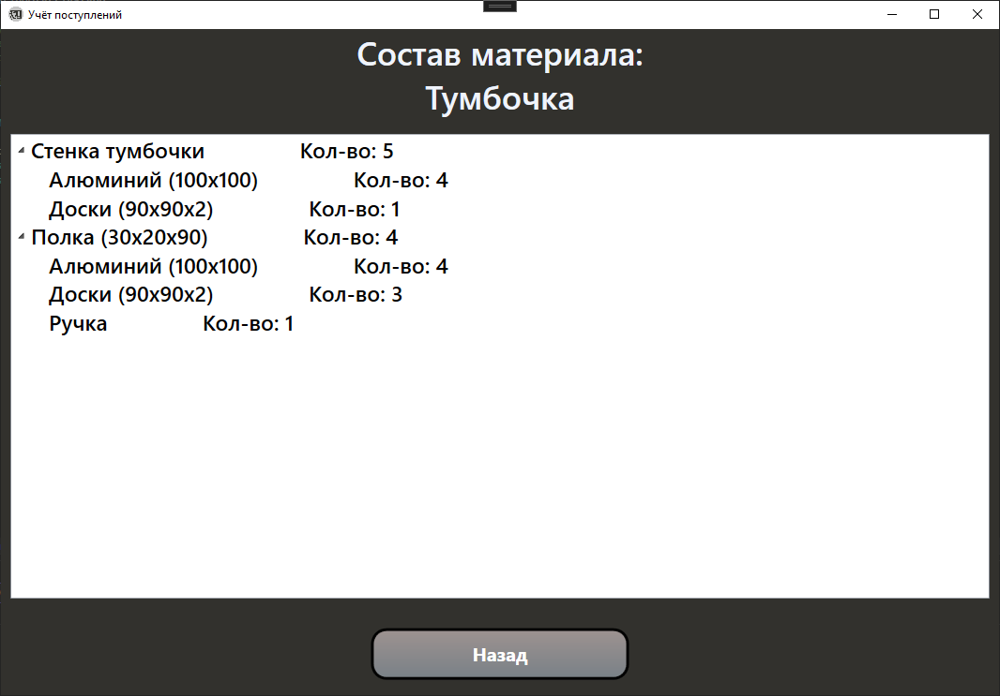 Учёт поступлений
Состав материала:
Тумбочка
Стенка тумбочки Кол-во: 5
Алюминий (100x100) Кол-во: 4
Доски (90x90x2) Кол-во: 1
Полка (30x20x90) Кол-во: 4
Алюминий (100x100) Кол-во: 4
Доски (90x90x2) Кол-во: 3
Ручка Кол-во: 1
Назад